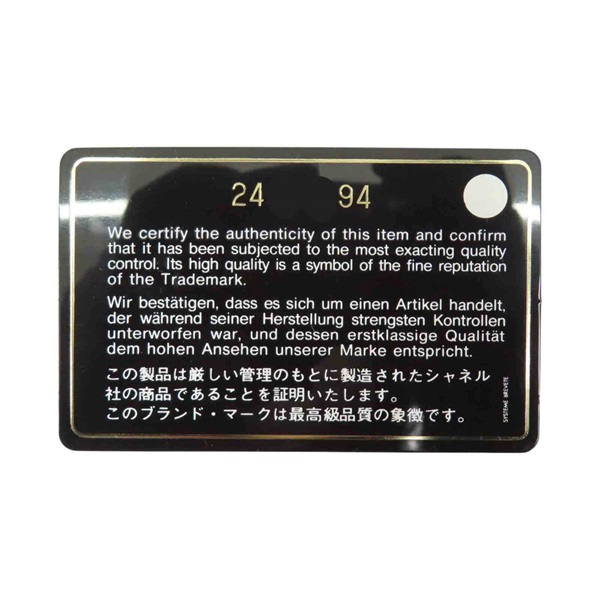 24 94
We certify the authenticity of this item and confirm
that it has been subjected to the most exacting quality
control. Its high quality is a symbol of the fine reputation
of the Trademark.
Wir bestätigen, dass es sich um einen Artikel handelt,
der während seiner Herstellung strengsten Kontrollen
unterworfen war, und dessen erstklassige Qualität
dem hohen Ansehen unserer Marke entspricht.
この製品は厳しい管理のもとに製造されたシャネル
社の商品であることを証明いたします。
このブランド・マークは最高級品質の象徴です。
SYSTEME BREVETE